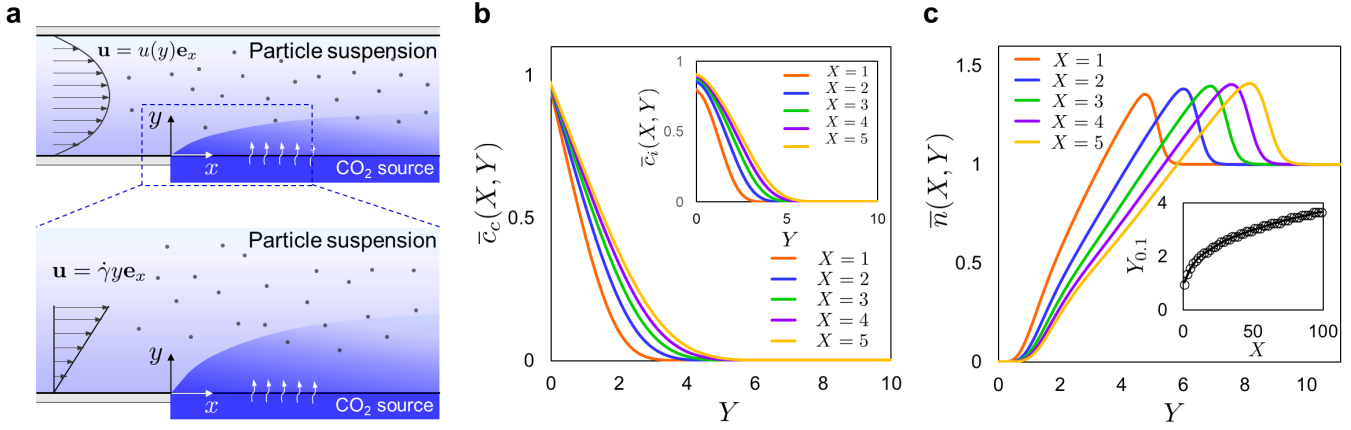 a
u = u(y)e_x
Particle suspension
y
x
CO₂ source
Particle suspension
u = γ̇ye_x
y
x
CO₂ source
b
c̄_c(X, Y)
1
0.5
0
0 2 4 6 8 10
Y
X = 1
X = 2
X = 3
X = 4
X = 5
c̄_i(X, Y)
1
0.5
0
0 5 10
Y
X = 1
X = 2
X = 3
X = 4
X = 5
c
n̄(X, Y)
1.5
1
0.5
0
0 2 4 6 8 10
Y
X = 1
X = 2
X = 3
X = 4
X = 5
Y_0.1
4
2
0
0 50 100
X